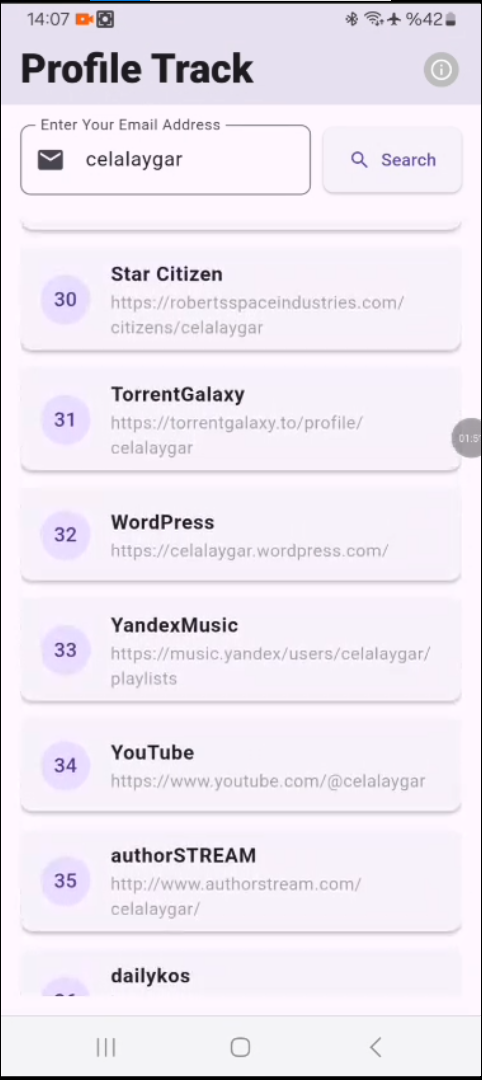 14:07 %42
Profile Track
Enter Your Email Address
celalaygar
Search
30
Star Citizen
https://robertsspaceindustries.com/
citizens/celalaygar
31
TorrentGalaxy
https://torrentgalaxy.to/profile/
celalaygar
01:5
32
WordPress
https://celalaygar.wordpress.com/
33
YandexMusic
https://music.yandex/users/celalaygar/
playlists
34
YouTube
https://www.youtube.com/@celalaygar
35
authorSTREAM
http://www.authorstream.com/
celalaygar/
dailykos